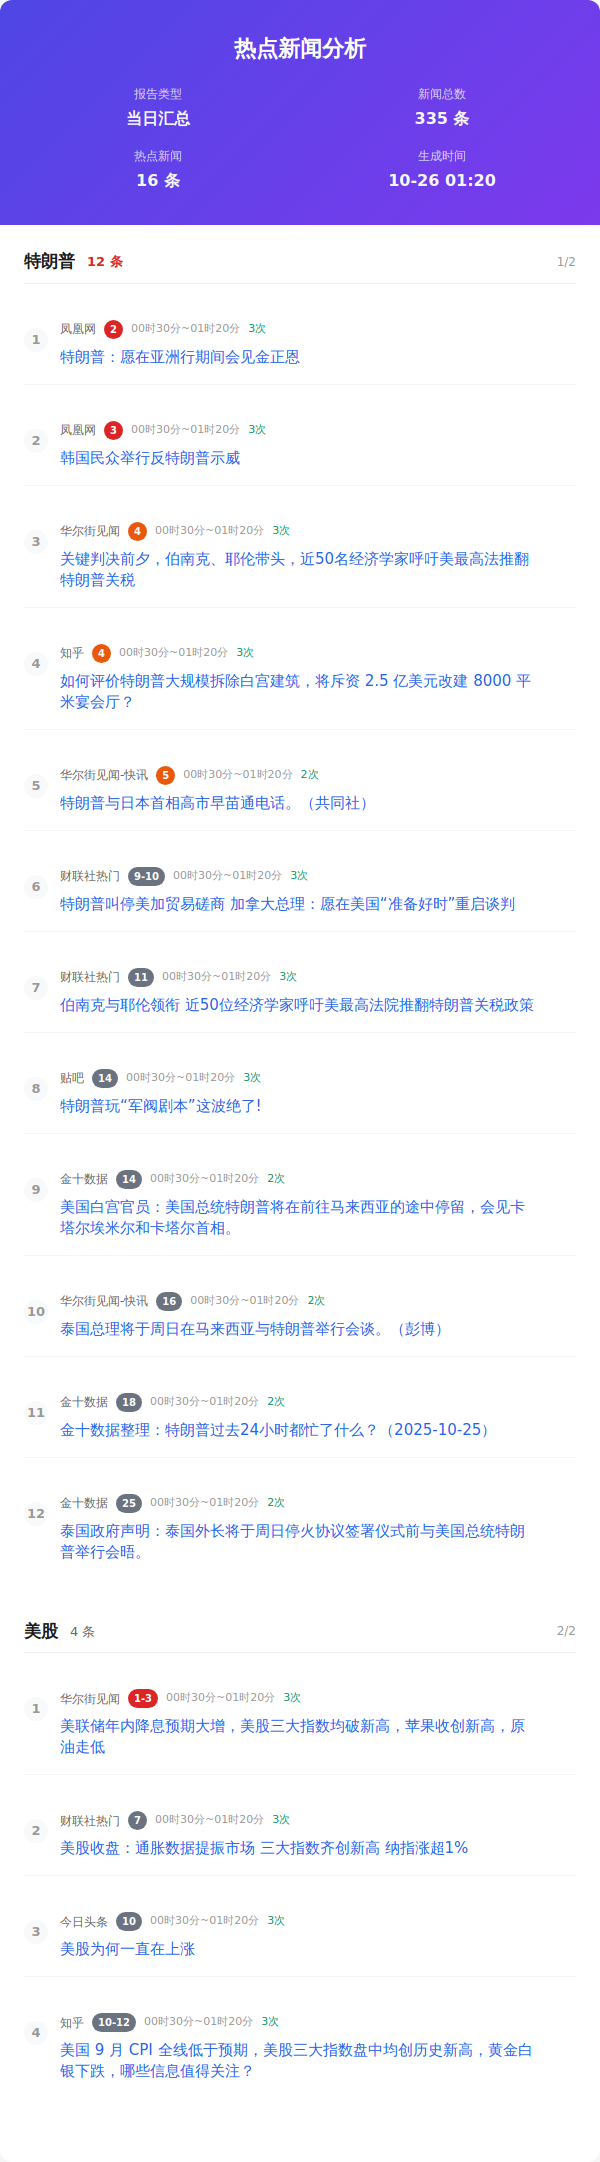 热点新闻分析
报告类型
当日汇总
新闻总数
335 条
热点新闻
16 条
生成时间
10-26 01:20
特朗普 12 条 1/2
1
凤凰网 2 00时30分~01时20分 3次
特朗普：愿在亚洲行期间会见金正恩
2
凤凰网 3 00时30分~01时20分 3次
韩国民众举行反特朗普示威
3
华尔街见闻 4 00时30分~01时20分 3次
关键判决前夕，伯南克、耶伦带头，近50名经济学家呼吁美最高法推翻
特朗普关税
4
知乎 4 00时30分~01时20分 3次
如何评价特朗普大规模拆除白宫建筑，将斥资 2.5 亿美元改建 8000 平
米宴会厅？
5
华尔街见闻-快讯 5 00时30分~01时20分 2次
特朗普与日本首相高市早苗通电话。（共同社）
6
财联社热门 9-10 00时30分~01时20分 3次
特朗普叫停美加贸易磋商 加拿大总理：愿在美国“准备好时”重启谈判
7
财联社热门 11 00时30分~01时20分 3次
伯南克与耶伦领衔 近50位经济学家呼吁美国最高法院推翻特朗普关税政策
8
贴吧 14 00时30分~01时20分 3次
特朗普玩“军阀剧本”这波绝了!
9
金十数据 14 00时30分~01时20分 2次
美国白宫官员：美国总统特朗普将在前往马来西亚的途中停留，会见卡
塔尔埃米尔和卡塔尔首相。
10
华尔街见闻-快讯 16 00时30分~01时20分 2次
泰国总理将于周日在马来西亚与特朗普举行会谈。（彭博）
11
金十数据 18 00时30分~01时20分 2次
金十数据整理：特朗普过去24小时都忙了什么？（2025-10-25）
12
金十数据 25 00时30分~01时20分 2次
泰国政府声明：泰国外长将于周日停火协议签署仪式前与美国总统特朗
普举行会晤。
美股 4 条 2/2
1
华尔街见闻 1-3 00时30分~01时20分 3次
美联储年内降息预期大增，美股三大指数均破新高，苹果收创新高，原
油走低
2
财联社热门 7 00时30分~01时20分 3次
美股收盘：通胀数据提振市场 三大指数齐创新高 纳指涨超1%
3
今日头条 10 00时30分~01时20分 3次
美股为何一直在上涨
4
知乎 10-12 00时30分~01时20分 3次
美国 9 月 CPI 全线低于预期，美股三大指数盘中均创历史新高，黄金白
银下跌，哪些信息值得关注？